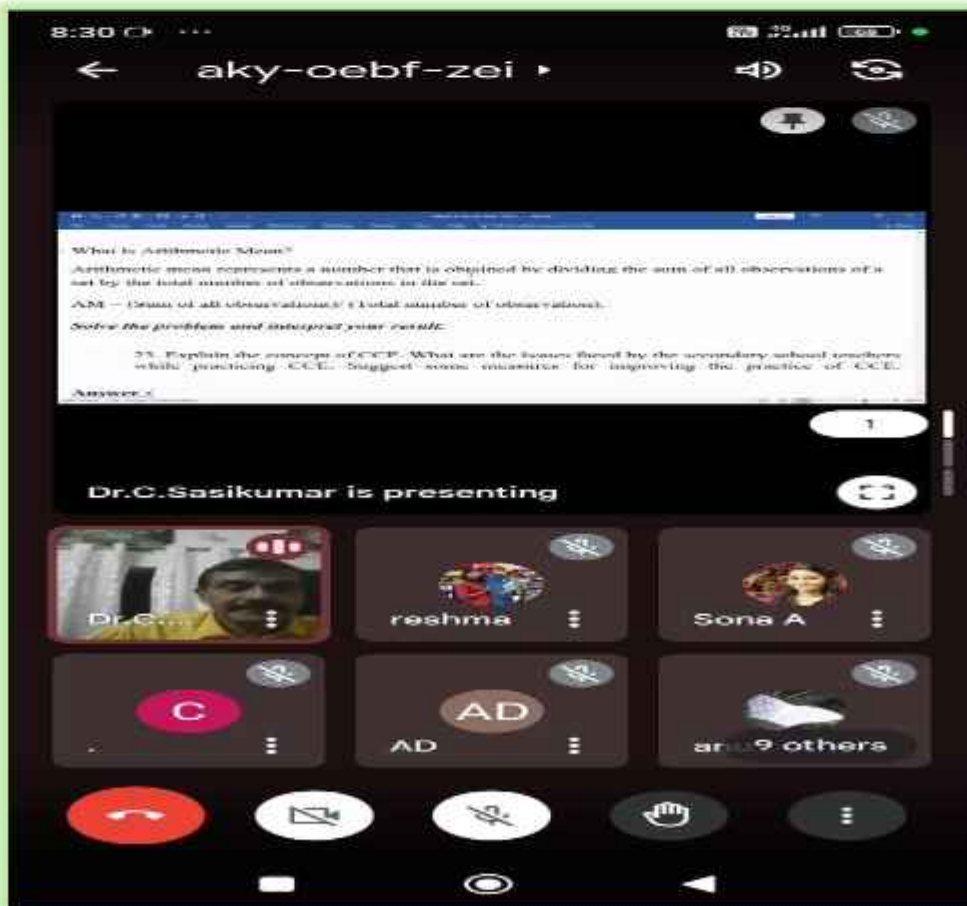 8:30
aky-oebf-zei
What is Arithmetic Mean?
Arithmetic mean represents a number that is obtained by dividing the sum of all observations of a
set by the total number of observations in the set.
AM = (Sum of all observations)/ (Total number of observation).
Solve the problem and interpret your result.
23. Explain the concept of CCE. What are the issues faced by the secondary school teachers
while practicing CCE. Suggest some measures for improving the practice of CCE.
Answer :
1
Dr.C.Sasikumar is presenting
Dr.C....
reshma
Sona A
C
.
AD
AD
9 others